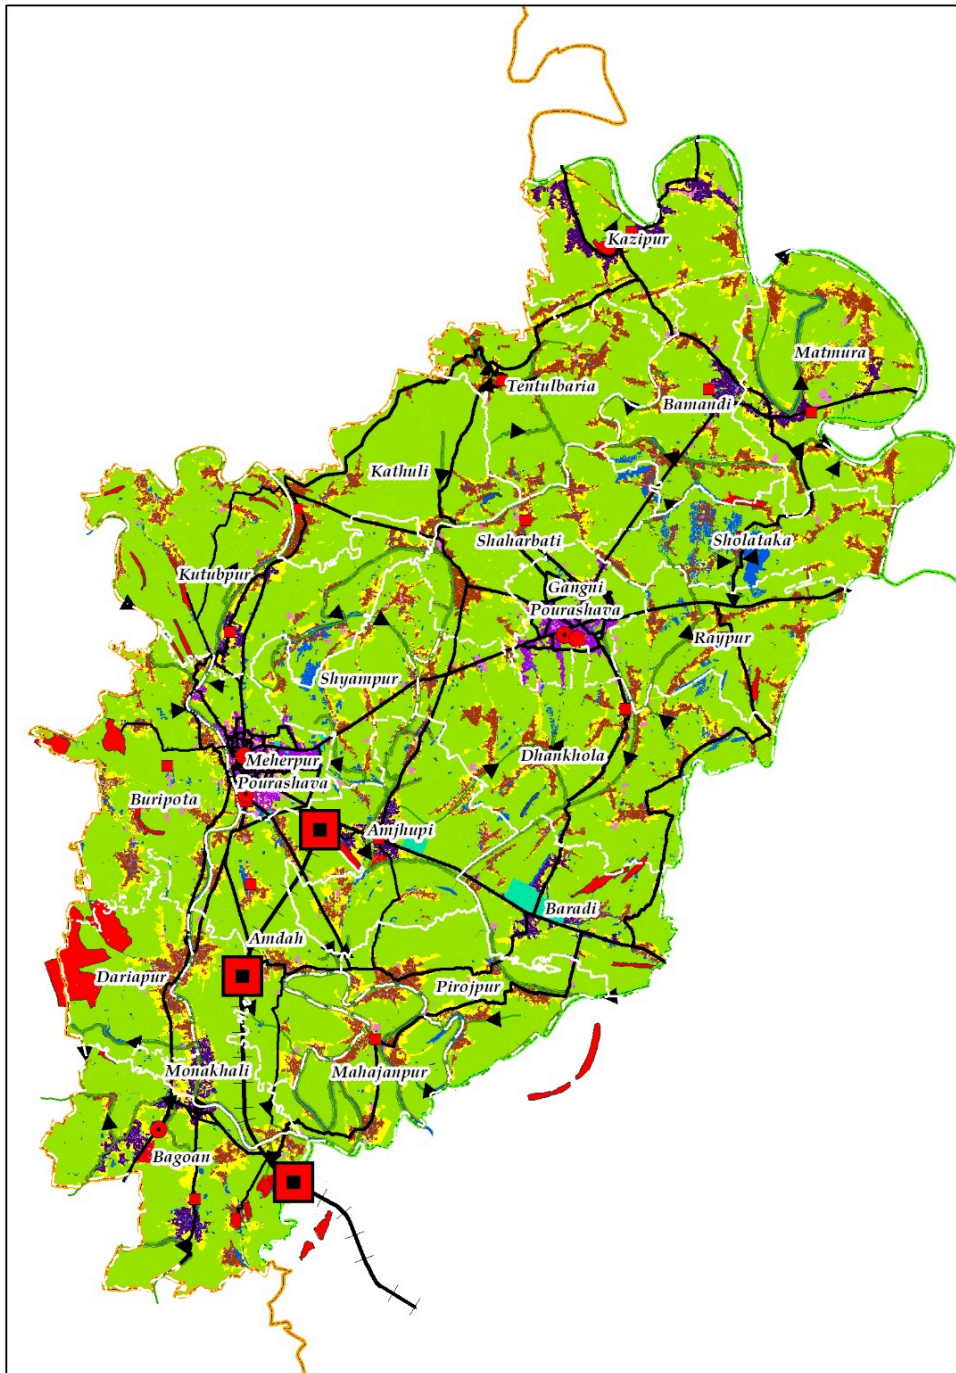 Kazipur
Matmura
Tentulbaria
Bamandi
Kathuli
Shaharbati
Sholataka
Kutubpur
Gangni
Pourashava
Raypur
Shyampur
Dhankhola
Meherpur
Pourashava
Buripota
Amjhupi
Baradi
Amdah
Dariapur
Pirojpur
Monakhali
Mahajanpur
Bagoan